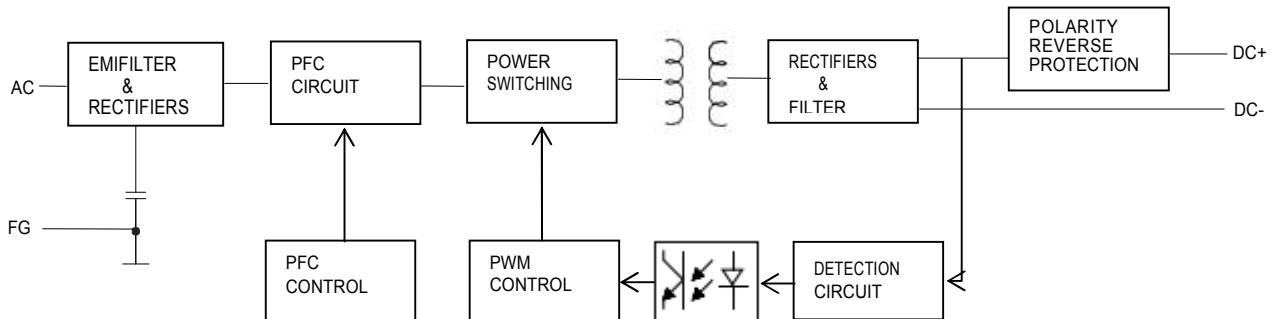 AC
EMIFILTER
&
RECTIFIERS
PFC
CIRCUIT
POWER
SWITCHING
RECTIFIERS
&
FILTER
POLARITY
REVERSE
PROTECTION
DC+
DC-
FG
PFC
CONTROL
PWM
CONTROL
DETECTION
CIRCUIT